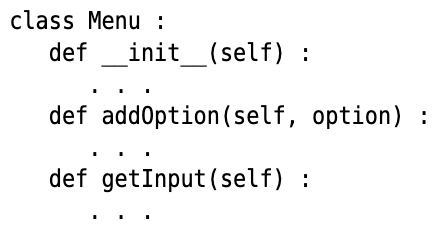 class Menu :
def __init__(self) :
. . .
def addOption(self, option) :
. . .
def getInput(self) :
. . .